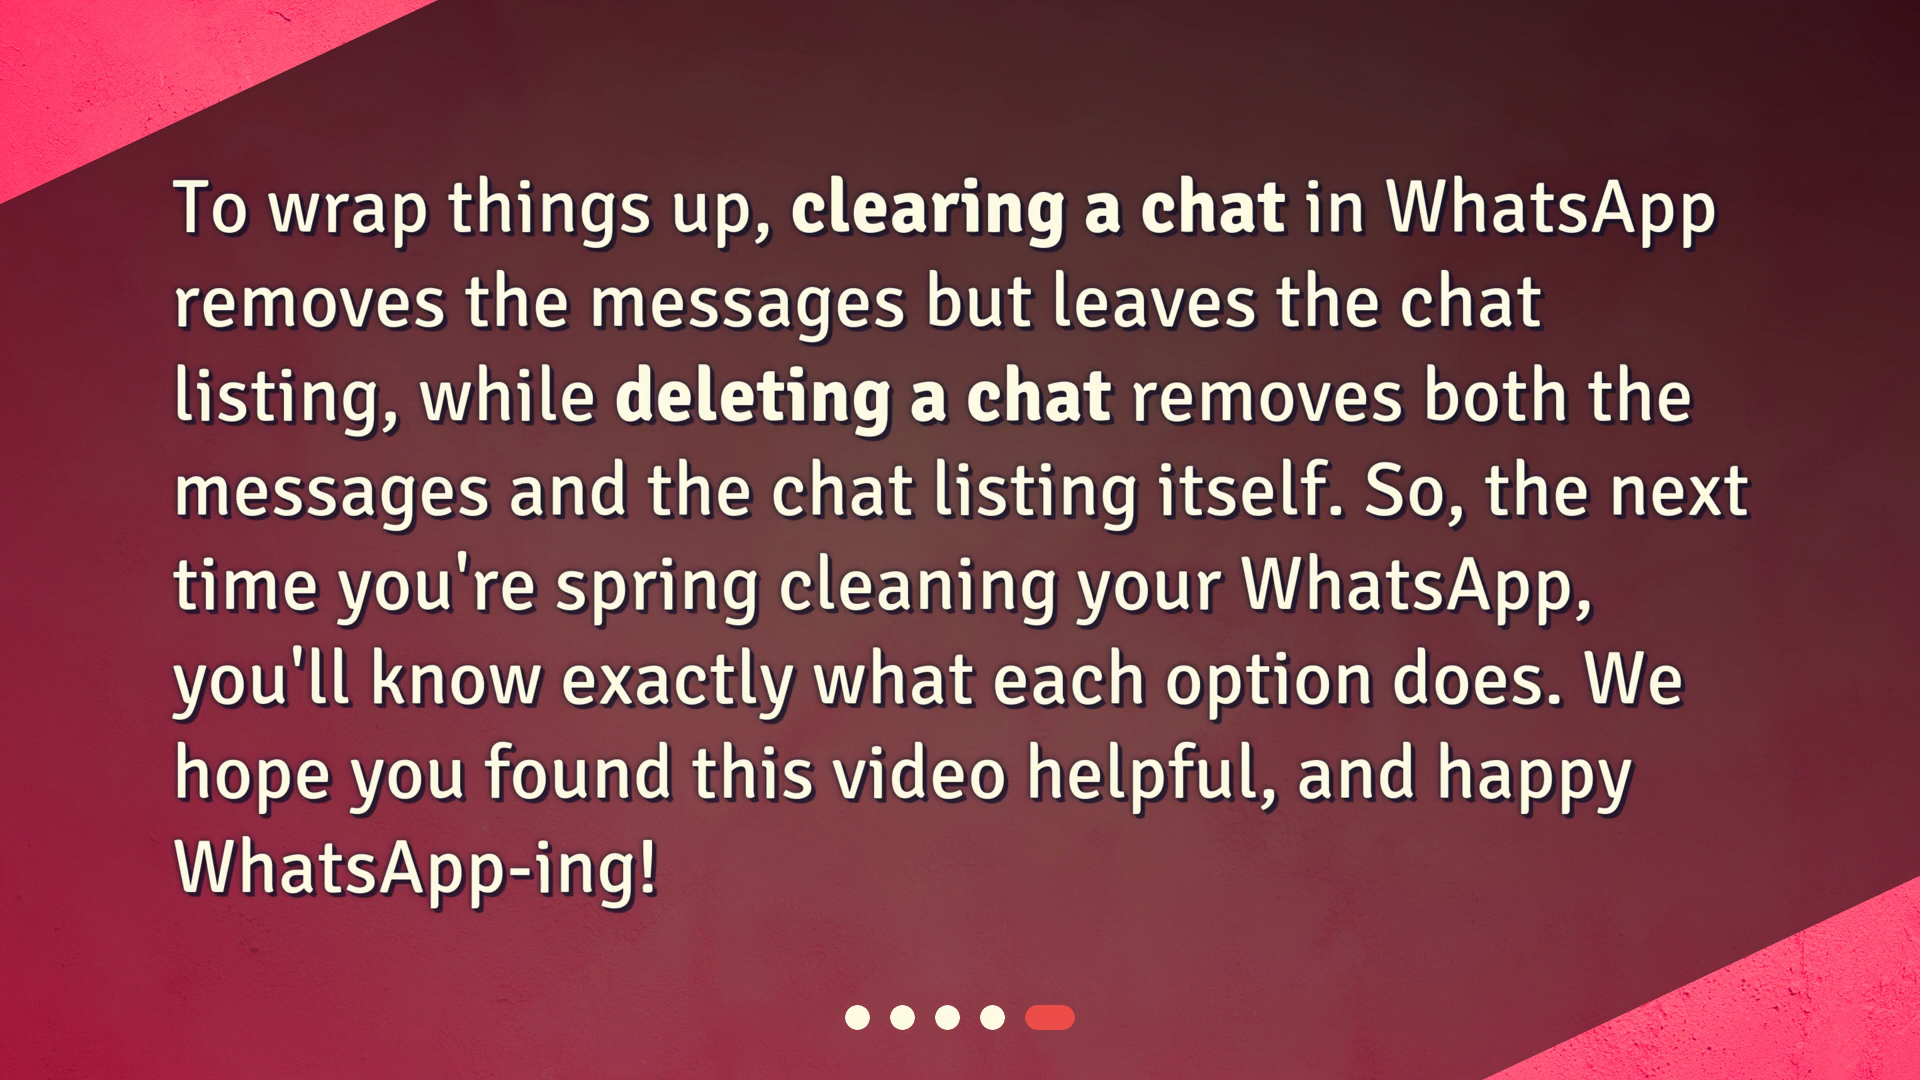 To wrap things up, clearing a chat in WhatsApp
removes the messages but leaves the chat
listing, while deleting a chat removes both the
messages and the chat listing itself. So, the next
time you're spring cleaning your WhatsApp,
you'll know exactly what each option does. We
hope you found this video helpful, and happy
WhatsApp-ing!